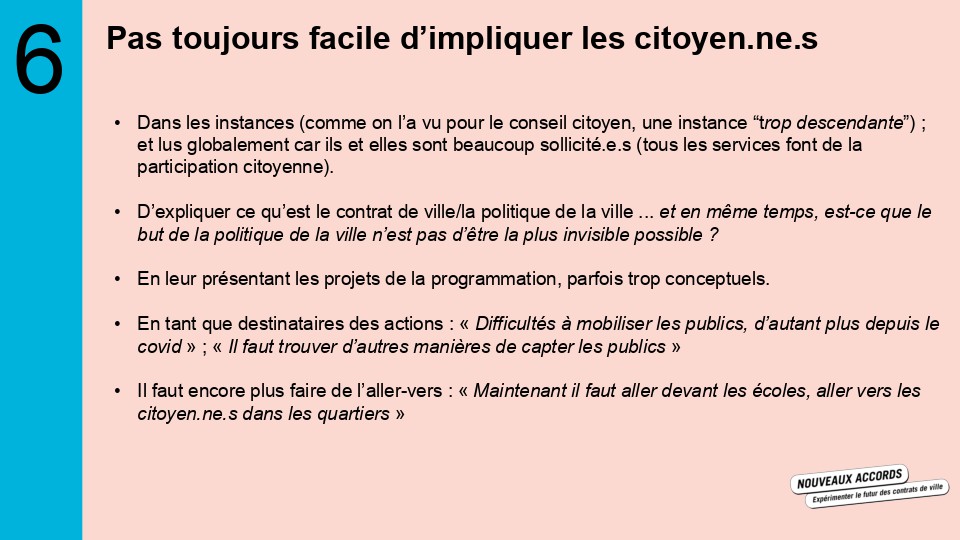 6
Pas toujours facile d’impliquer les citoyen.ne.s
• Dans les instances (comme on l’a vu pour le conseil citoyen, une instance “trop descendante”) ;
et lus globalement car ils et elles sont beaucoup sollicité.e.s (tous les services font de la
participation citoyenne).
• D’expliquer ce qu’est le contrat de ville/la politique de la ville ... et en même temps, est-ce que le
but de la politique de la ville n’est pas d’être la plus invisible possible ?
• En leur présentant les projets de la programmation, parfois trop conceptuels.
• En tant que destinataires des actions : « Difficultés à mobiliser les publics, d’autant plus depuis le
covid » ; « Il faut trouver d’autres manières de capter les publics »
• Il faut encore plus faire de l’aller-vers : « Maintenant il faut aller devant les écoles, aller vers les
citoyen.ne.s dans les quartiers »
NOUVEAUX ACCORDS
Expérimenter le futur des contrats de ville